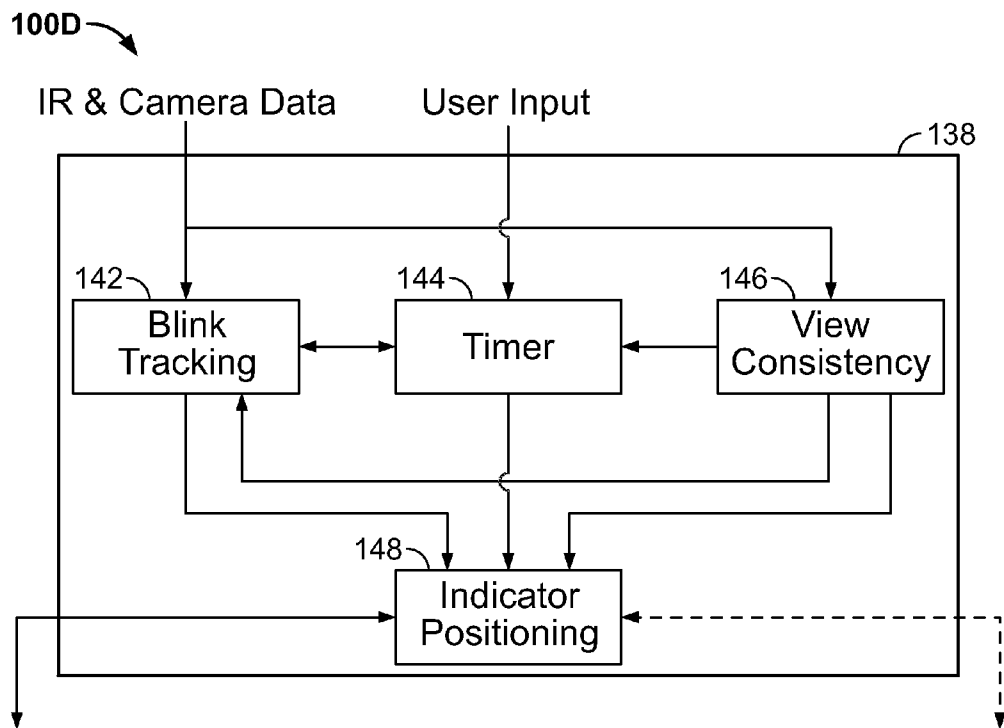 100D
IR & Camera Data
User Input
138
142
144
146
Blink
Tracking
Timer
View
Consistency
148
Indicator
Positioning